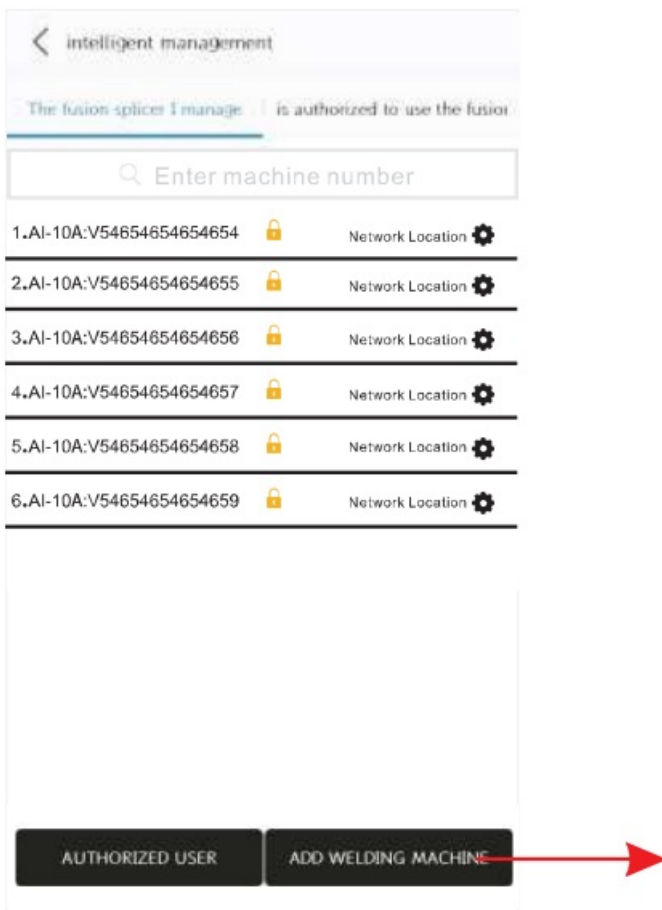 intelligent management
The fusion splicer I manage is authorized to use the fusior
Enter machine number
1.AI-10A:V54654654654654 Network Location
2.AI-10A:V54654654654655 Network Location
3.AI-10A:V54654654654656 Network Location
4.AI-10A:V54654654654657 Network Location
5.AI-10A:V54654654654658 Network Location
6.AI-10A:V54654654654659 Network Location
AUTHORIZED USER ADD WELDING MACHINE